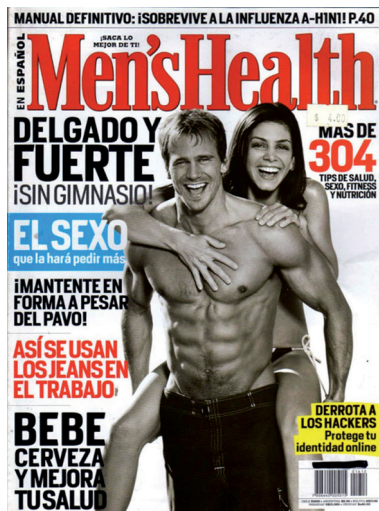 MANUAL DEFINITIVO: ¡SOBREVIVE A LA INFLUENZA A-H1N1! P.40
¡SACA LO
MEJOR DE TI!
EN ESPAÑOL
Men'sHealth
$ 4.00
DELGADO Y
FUERTE
¡SIN GIMNASIO!
MÁS DE
304
TIPS DE SALUD,
SEXO, FITNESS
Y NUTRICIÓN
EL SEXO
que la hará pedir más
¡MANTENTE EN
FORMA A PESAR
DEL PAVO!
ASÍ SE USAN
LOS JEANS EN
EL TRABAJO
BEBE
CERVEZA
Y MEJORA
TU SALUD
DERROTA A
LOS HACKERS
Protege tu
identidad online